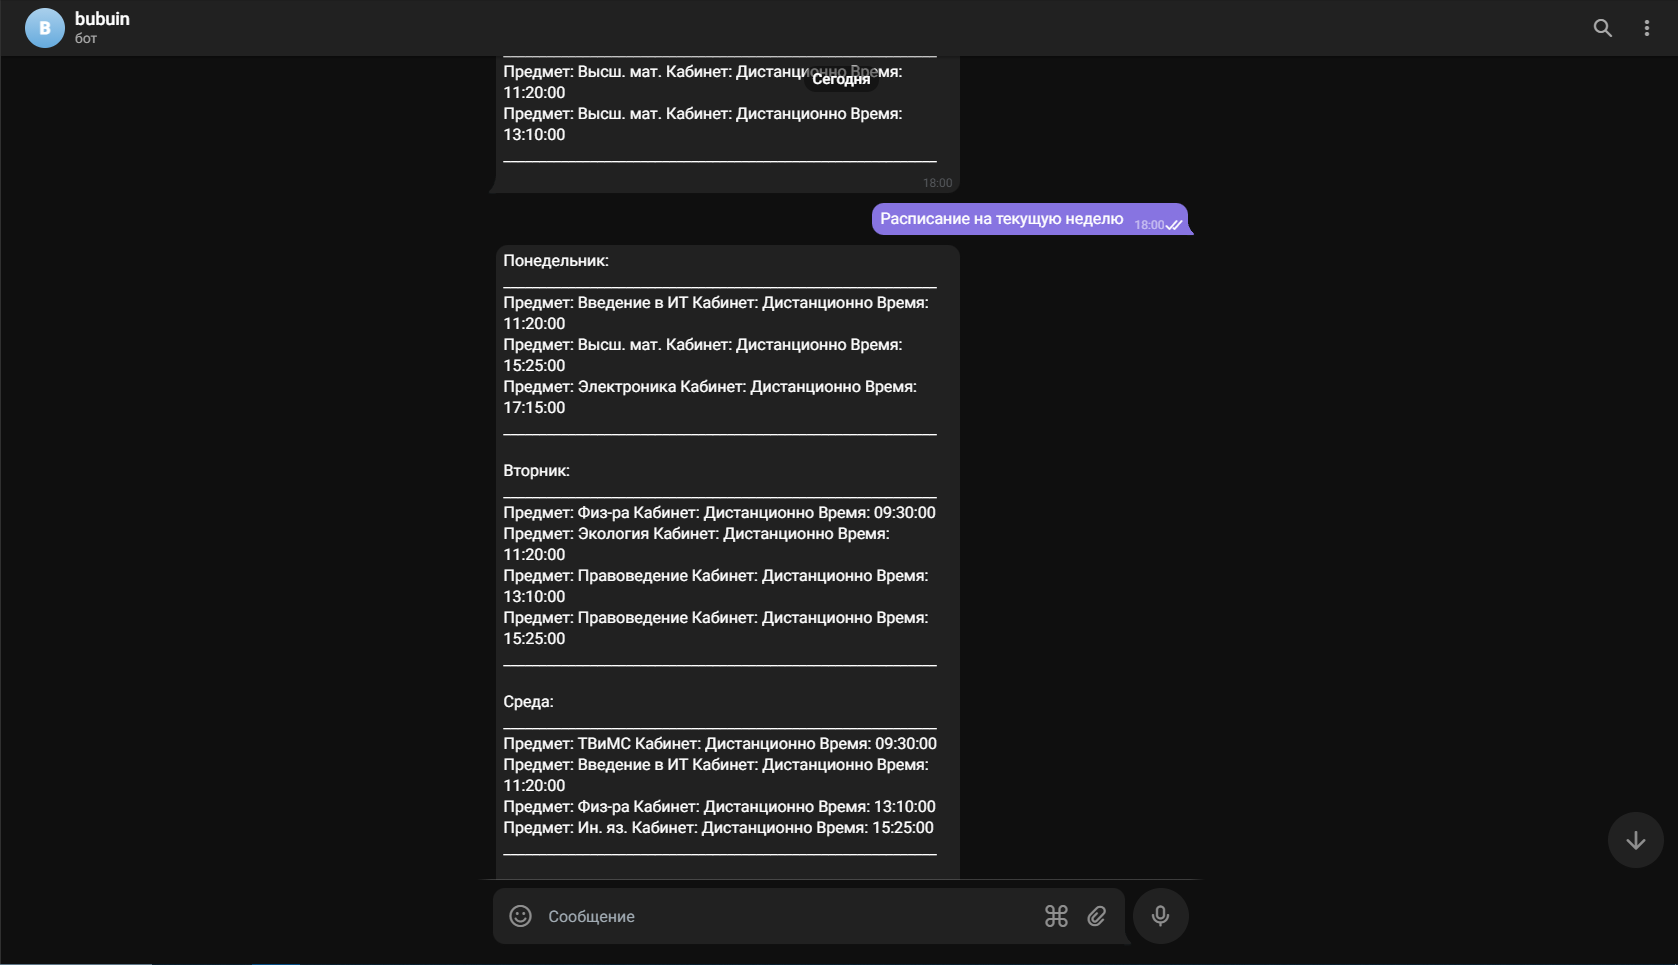 B
bubuin
бот
Предмет: Высш. мат. Кабинет: Дистанционно Время:
Сегодня
11:20:00
Предмет: Высш. мат. Кабинет: Дистанционно Время:
13:10:00
18:00
Расписание на текущую неделю 18:00
Понедельник:
Предмет: Введение в ИТ Кабинет: Дистанционно Время:
11:20:00
Предмет: Высш. мат. Кабинет: Дистанционно Время:
15:25:00
Предмет: Электроника Кабинет: Дистанционно Время:
17:15:00
Вторник:
Предмет: Физ-ра Кабинет: Дистанционно Время: 09:30:00
Предмет: Экология Кабинет: Дистанционно Время:
11:20:00
Предмет: Правоведение Кабинет: Дистанционно Время:
13:10:00
Предмет: Правоведение Кабинет: Дистанционно Время:
15:25:00
Среда:
Предмет: ТВиМС Кабинет: Дистанционно Время: 09:30:00
Предмет: Введение в ИТ Кабинет: Дистанционно Время:
11:20:00
Предмет: Физ-ра Кабинет: Дистанционно Время: 13:10:00
Предмет: Ин. яз. Кабинет: Дистанционно Время: 15:25:00
Сообщение